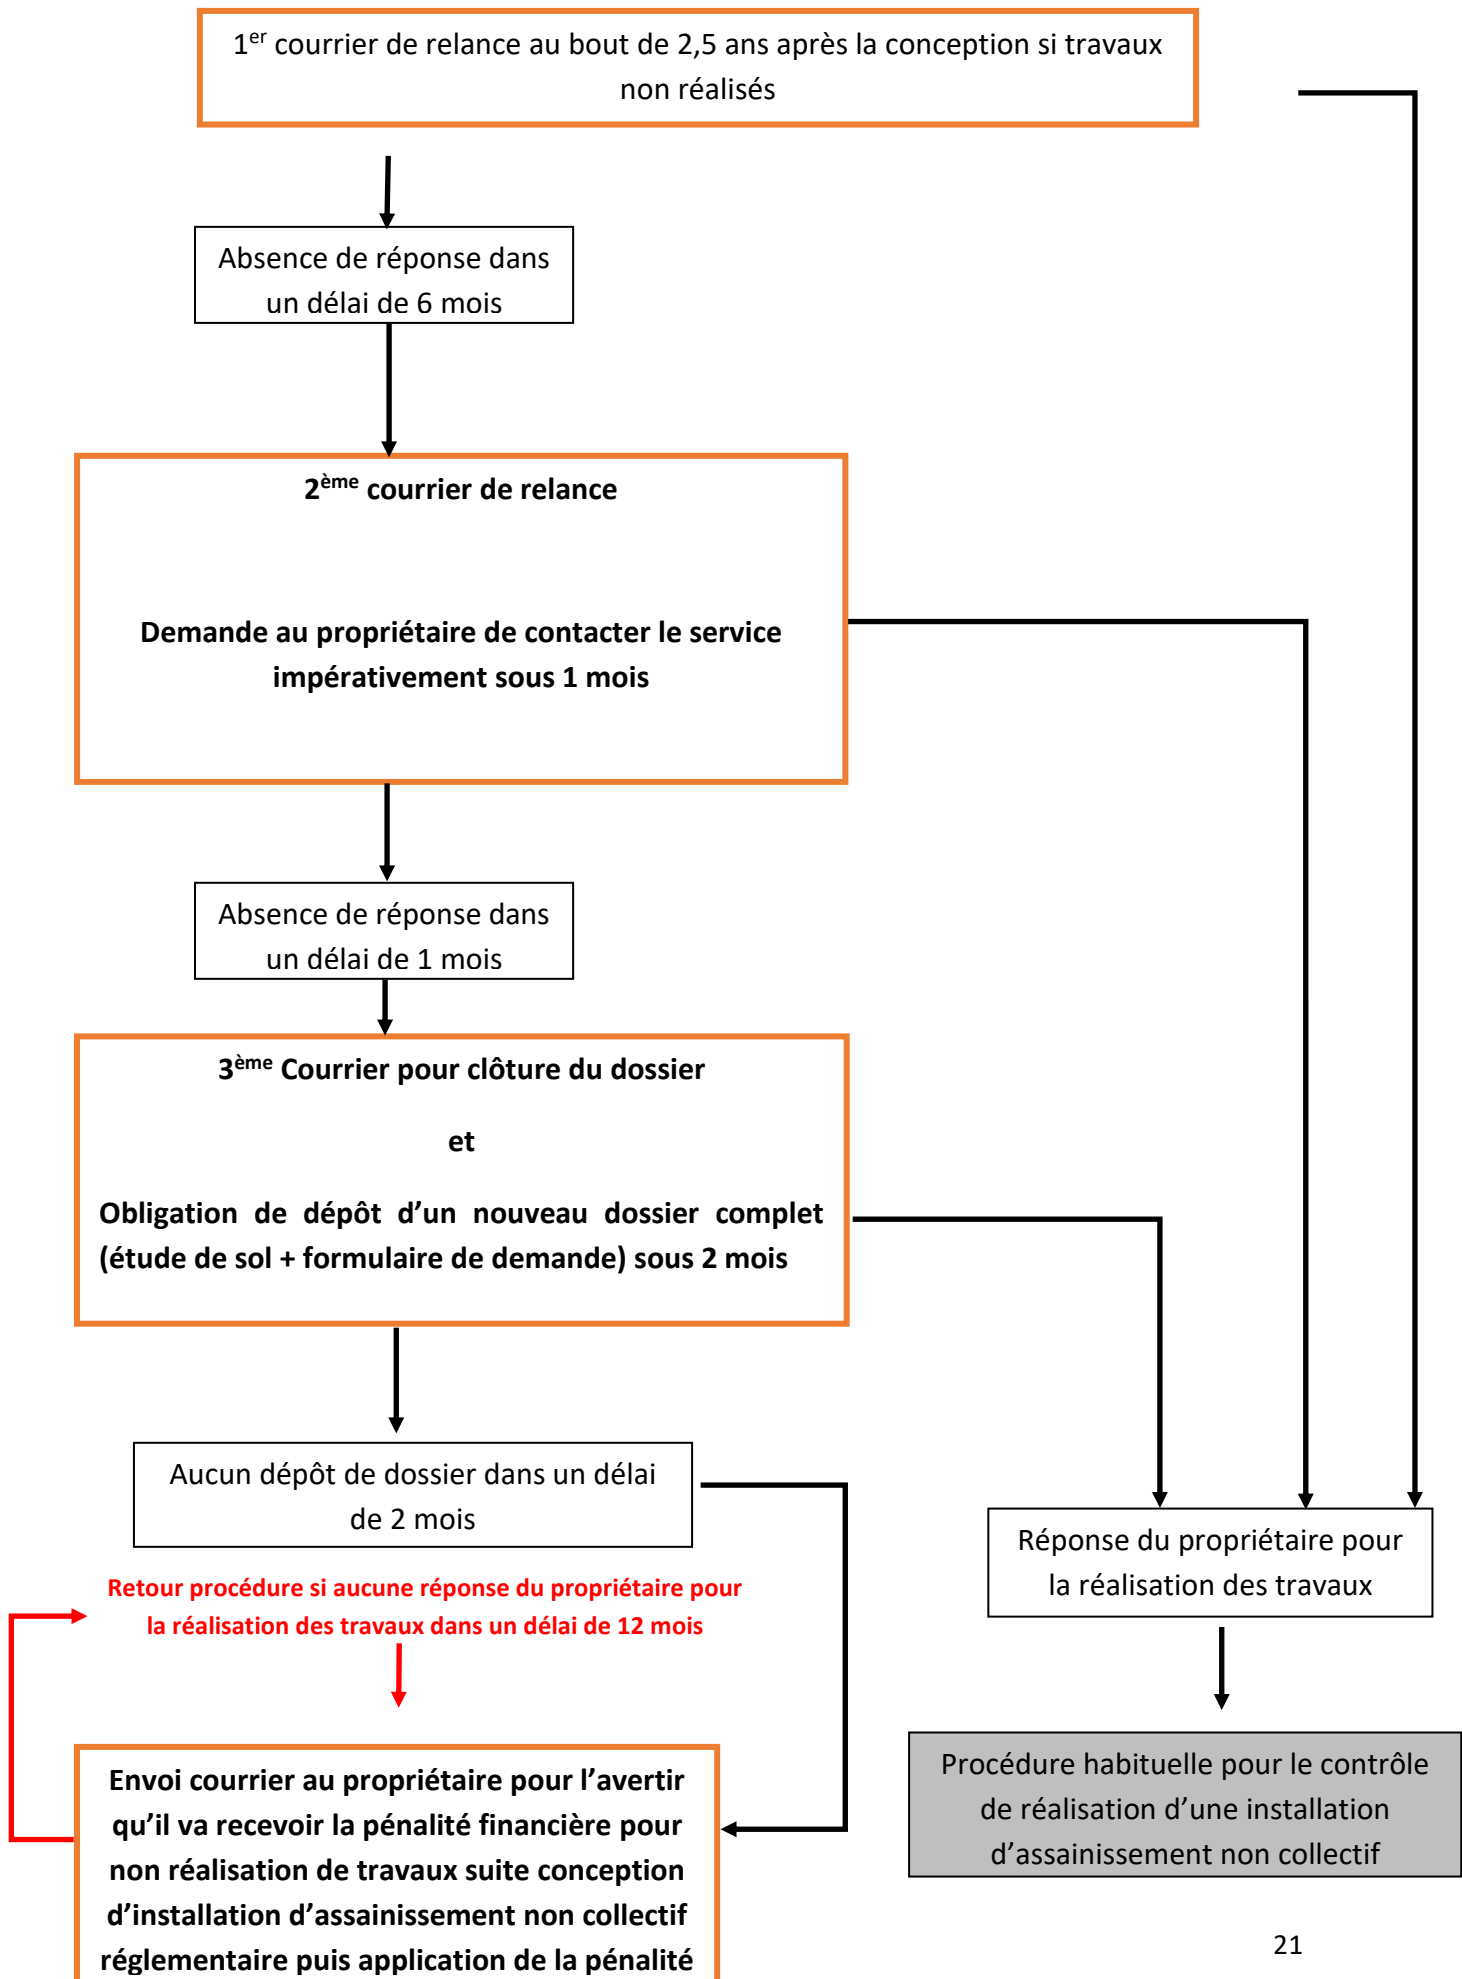 1er courrier de relance au bout de 2,5 ans après la conception si travaux
non réalisés
Absence de réponse dans
un délai de 6 mois
2ème courrier de relance
Demande au propriétaire de contacter le service
impérativement sous 1 mois
Absence de réponse dans
un délai de 1 mois
3ème Courrier pour clôture du dossier
et
Obligation de dépôt d’un nouveau dossier complet
(étude de sol + formulaire de demande) sous 2 mois
Aucun dépôt de dossier dans un délai
de 2 mois
Réponse du propriétaire pour
la réalisation des travaux
Retour procédure si aucune réponse du propriétaire pour
la réalisation des travaux dans un délai de 12 mois
Envoi courrier au propriétaire pour l’avertir
qu’il va recevoir la pénalité financière pour
non réalisation de travaux suite conception
d’installation d’assainissement non collectif
réglementaire puis application de la pénalité
Procédure habituelle pour le contrôle
de réalisation d’une installation
d’assainissement non collectif
21